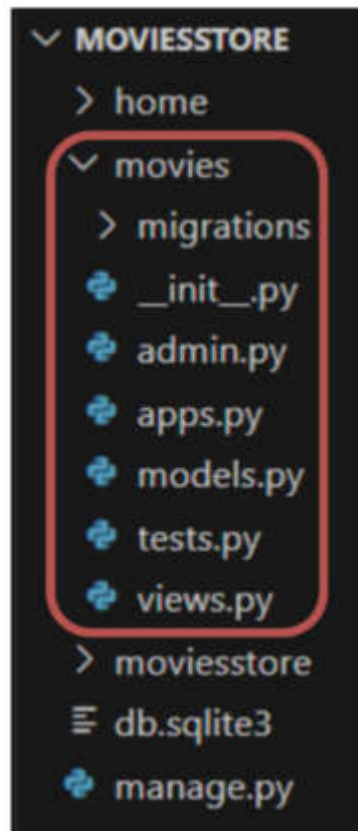 MOVIESSTORE
home
movies
migrations
__init__.py
admin.py
apps.py
models.py
tests.py
views.py
moviesstore
db.sqlite3
manage.py